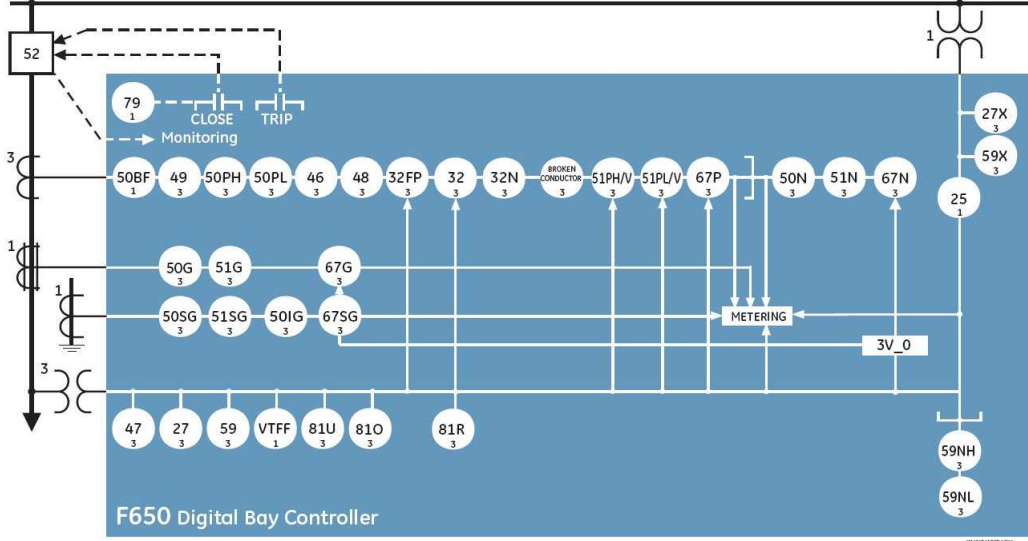 1
52
79
1
CLOSE
TRIP
Monitoring
27X
3
59X
3
25
1
3
50BF
1
49
3
50PH
3
50PL
3
46
3
48
3
32FP
3
32
3
32N
3
BROKEN
CONDUCTOR
3
51PH/V
3
51PL/V
3
67P
3
50N
3
51N
3
67N
3
1
50G
3
51G
3
67G
3
1
50SG
3
51SG
3
50IG
3
67SG
3
METERING
3V_0
3
47
3
27
3
59
3
VTFF
1
81U
3
81O
3
81R
3
59NH
3
59NL
3
F650 Digital Bay Controller